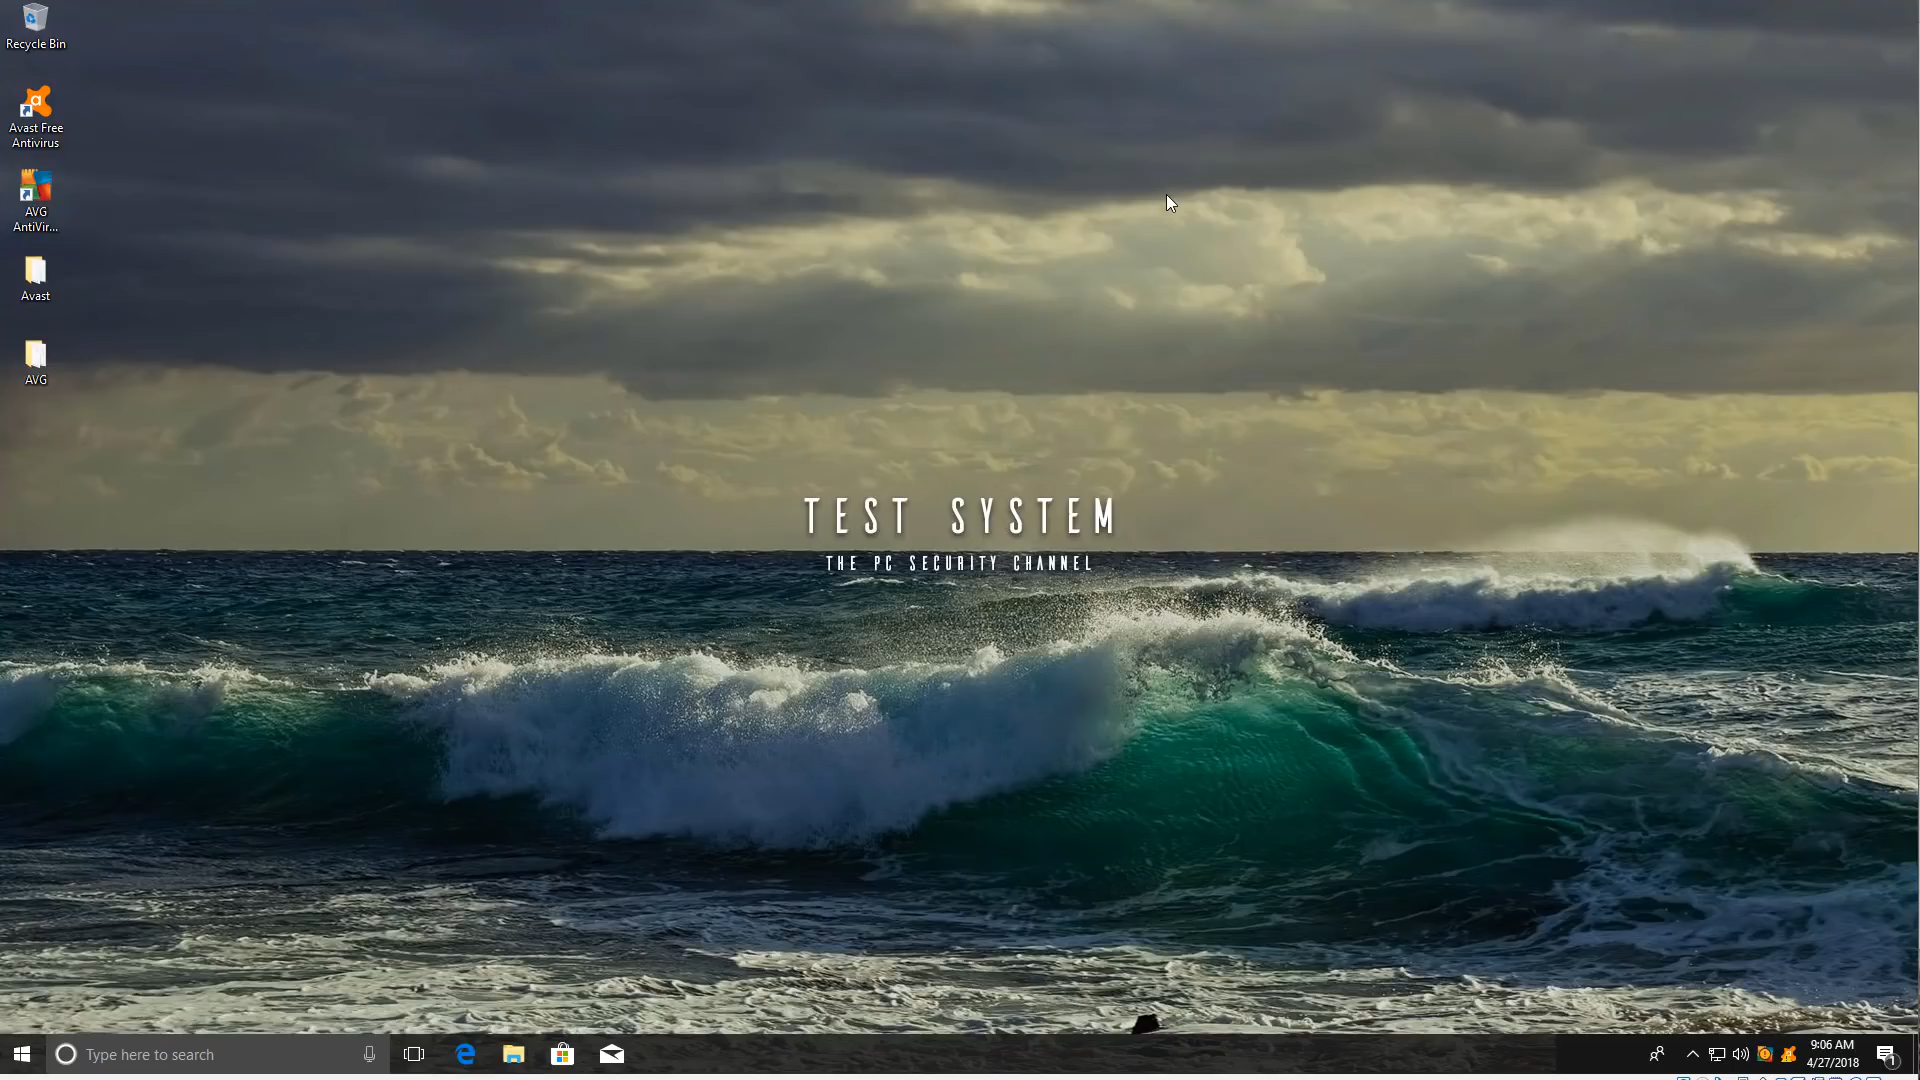 Recycle Bin
Avast Free
Antivirus
AVG
AntiVir...
Avast
AVG
TEST SYSTEM
THE PC SECURITY CHANNEL
Type here to search
9:06 AM
4/27/2018
1